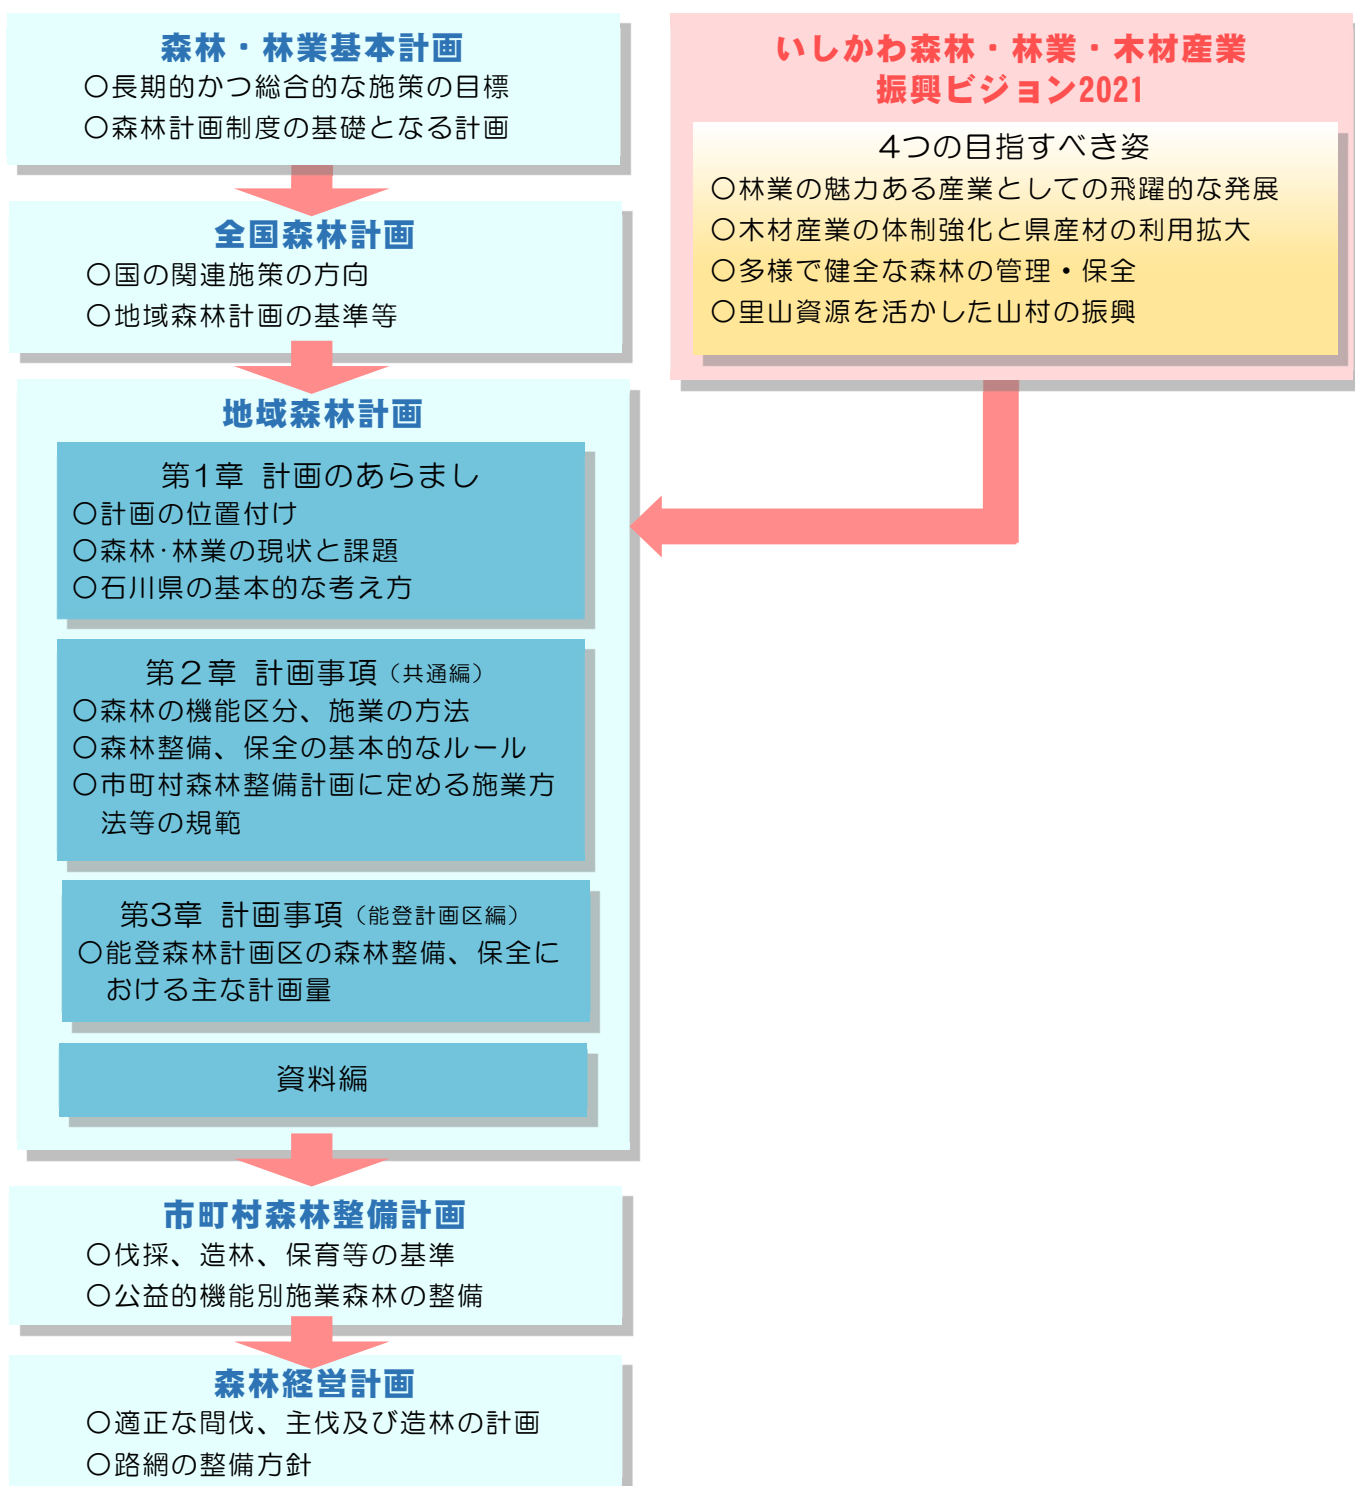 森林・林業基本計画
○長期的かつ総合的な施策の目標
○森林計画制度の基礎となる計画
いしかわ森林・林業・木材産業
振興ビジョン2021
4つの目指すべき姿
○林業の魅力ある産業としての飛躍的な発展
○木材産業の体制強化と県産材の利用拡大
○多様で健全な森林の管理・保全
○里山資源を活かした山村の振興
全国森林計画
○国の関連施策の方向
○地域森林計画の基準等
地域森林計画
第1章 計画のあらまし
○計画の位置付け
○森林･林業の現状と課題
○石川県の基本的な考え方
第２章 計画事項（共通編）
○森林の機能区分、施業の方法
○森林整備、保全の基本的なルール
○市町村森林整備計画に定める施業方
法等の規範
第3章 計画事項（能登計画区編）
○能登森林計画区の森林整備、保全に
おける主な計画量
資料編
市町村森林整備計画
○伐採、造林、保育等の基準
○公益的機能別施業森林の整備
森林経営計画
○適正な間伐、主伐及び造林の計画
○路網の整備方針